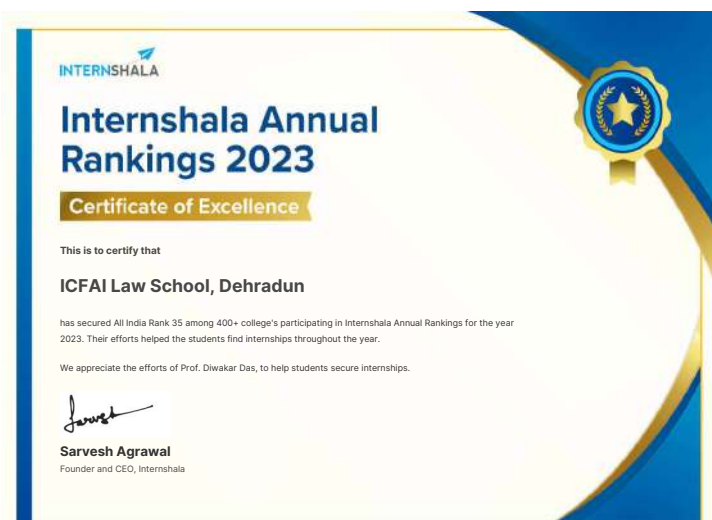 INTERNSHALA
Internshala Annual
Rankings 2023
Certificate of Excellence
This is to certify that
ICFAI Law School, Dehradun
has secured All India Rank 35 among 400+ college's participating in Internshala Annual Rankings for the year
2023. Their efforts helped the students find internships throughout the year.
We appreciate the efforts of Prof. Diwakar Das, to help students secure internships.
Sarvesh
Sarvesh Agrawal
Founder and CEO, Internshala